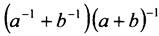 (a⁻¹ + b⁻¹)(a + b)⁻¹